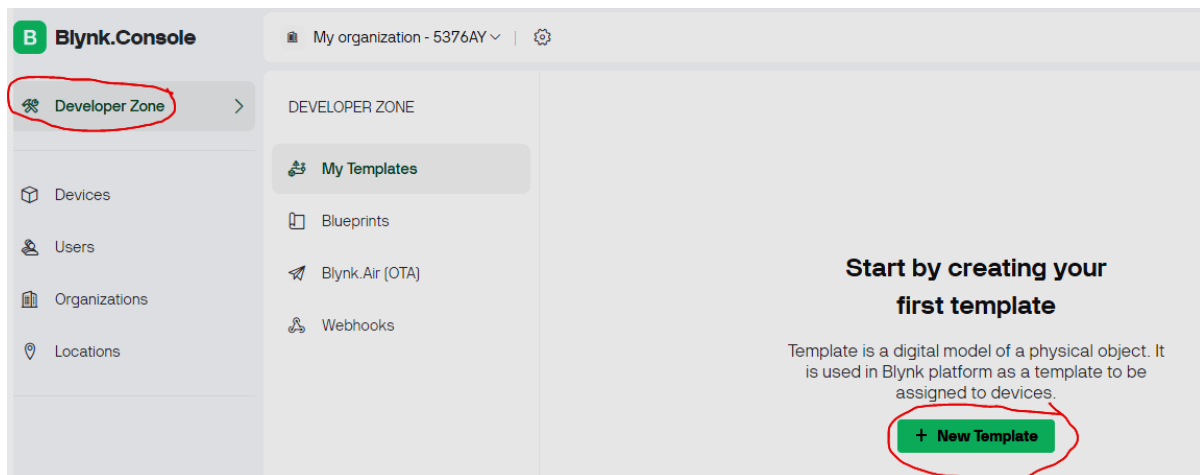 B Blynk.Console
My organization - 5376AY
Developer Zone
Devices
Users
Organizations
Locations
DEVELOPER ZONE
My Templates
Blueprints
Blynk.Air (OTA)
Webhooks
Start by creating your
first template
Template is a digital model of a physical object. It
is used in Blynk platform as a template to be
assigned to devices.
+ New Template